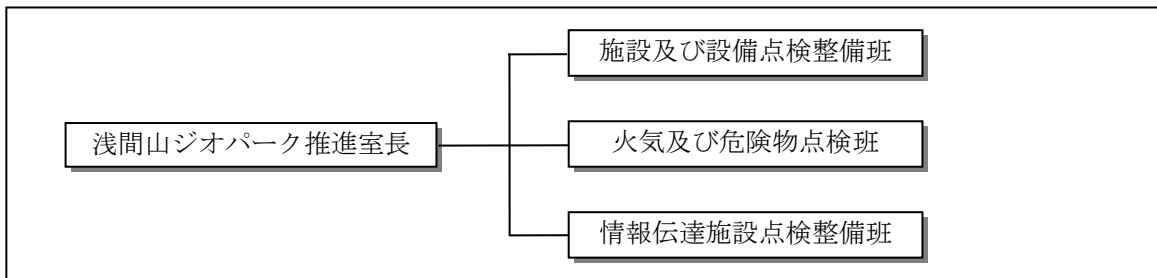 施設及び設備点検整備班
浅間山ジオパーク推進室長
火気及び危険物点検班
情報伝達施設点検整備班